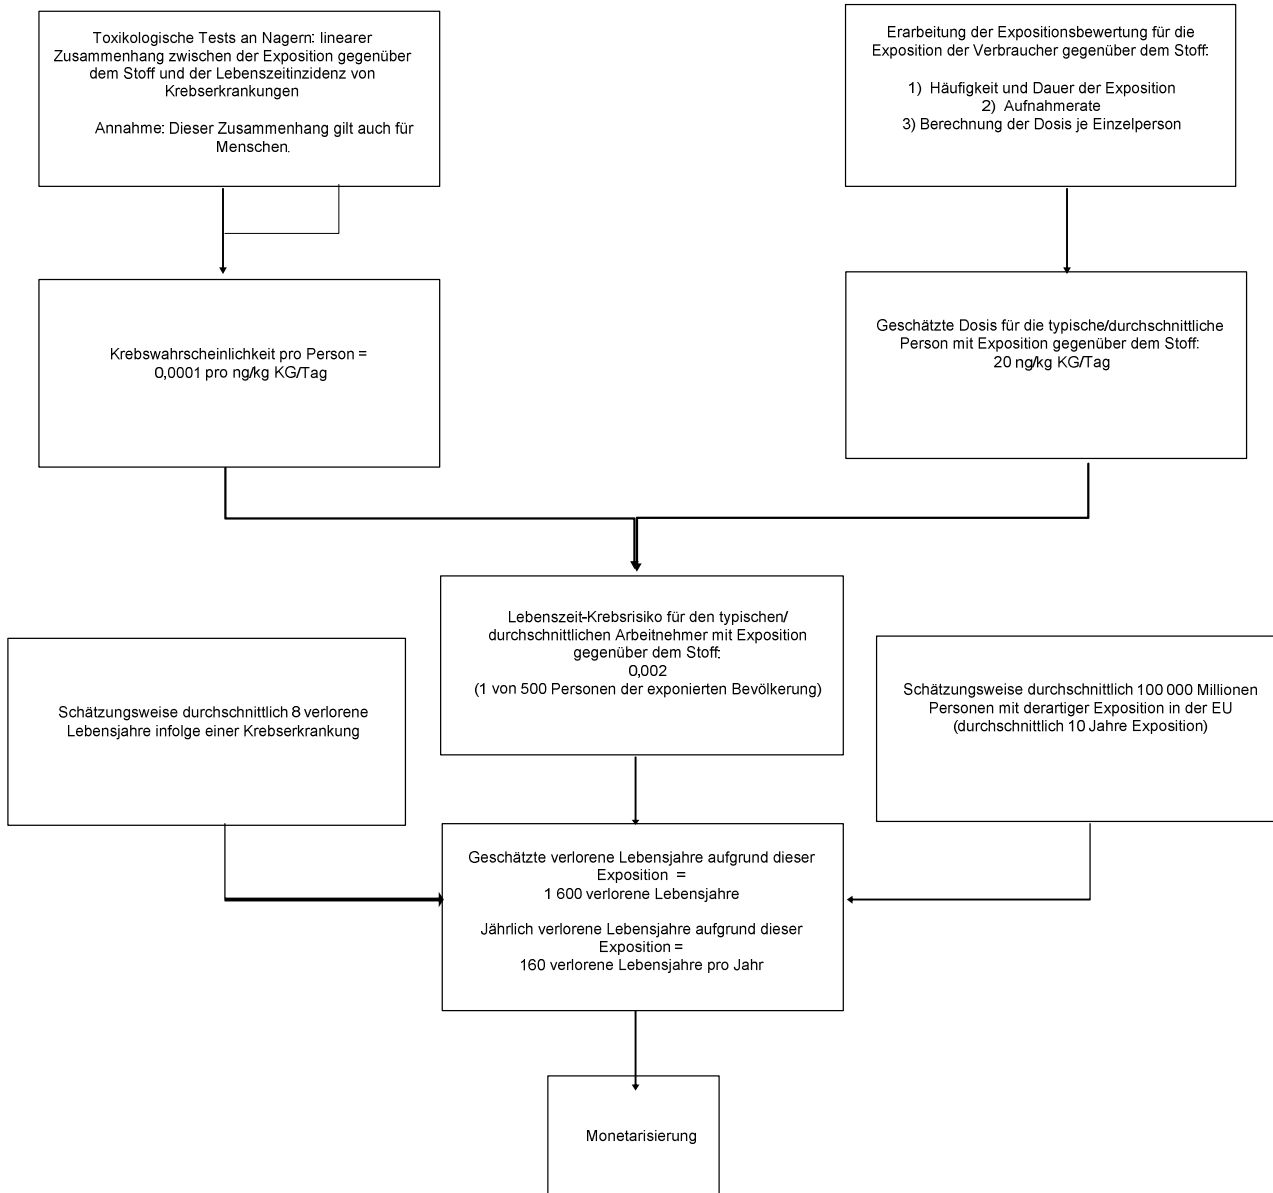 Toxikologische Tests an Nagern: linearer
Zusammenhang zwischen der Exposition gegenüber
dem Stoff und der Lebenszeitinzidenz von
Krebserkrankungen
Annahme: Dieser Zusammenhang gilt auch für
Menschen.
Erarbeitung der Expositionsbewertung für die
Exposition der Verbraucher gegenüber dem Stoff:
1) Häufigkeit und Dauer der Exposition
2) Aufnahmerate
3) Berechnung der Dosis je Einzelperson
Krebswahrscheinlichkeit pro Person =
0,0001 pro ng/kg KG/Tag
Geschätzte Dosis für die typische/durchschnittliche
Person mit Exposition gegenüber dem Stoff:
20 ng/kg KG/Tag
Lebenszeit-Krebsrisiko für den typischen/
durchschnittlichen Arbeitnehmer mit Exposition
gegenüber dem Stoff:
0,002
(1 von 500 Personen der exponierten Bevölkerung)
Schätzungsweise durchschnittlich 8 verlorene
Lebensjahre infolge einer Krebserkrankung
Schätzungsweise durchschnittlich 100 000 Millionen
Personen mit derartiger Exposition in der EU
(durchschnittlich 10 Jahre Exposition)
Geschätzte verlorene Lebensjahre aufgrund dieser
Exposition =
1 600 verlorene Lebensjahre
Jährlich verlorene Lebensjahre aufgrund dieser
Exposition =
160 verlorene Lebensjahre pro Jahr
Monetarisierung